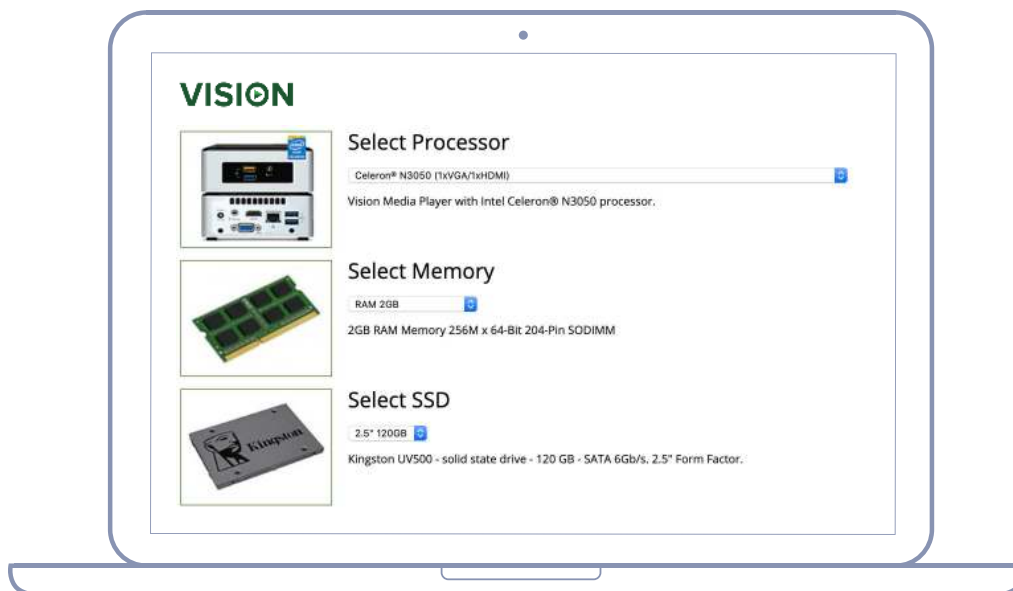 VISION
Select Processor
Celeron® N3050 (1xVGA/1xHDMI)
Vision Media Player with Intel Celeron® N3050 processor.
Select Memory
RAM 2GB
2GB RAM Memory 256M x 64-Bit 204-Pin SODIMM
Select SSD
2.5" 120GB
Kingston
Kingston UV500 - solid state drive - 120 GB - SATA 6Gb/s. 2.5" Form Factor.